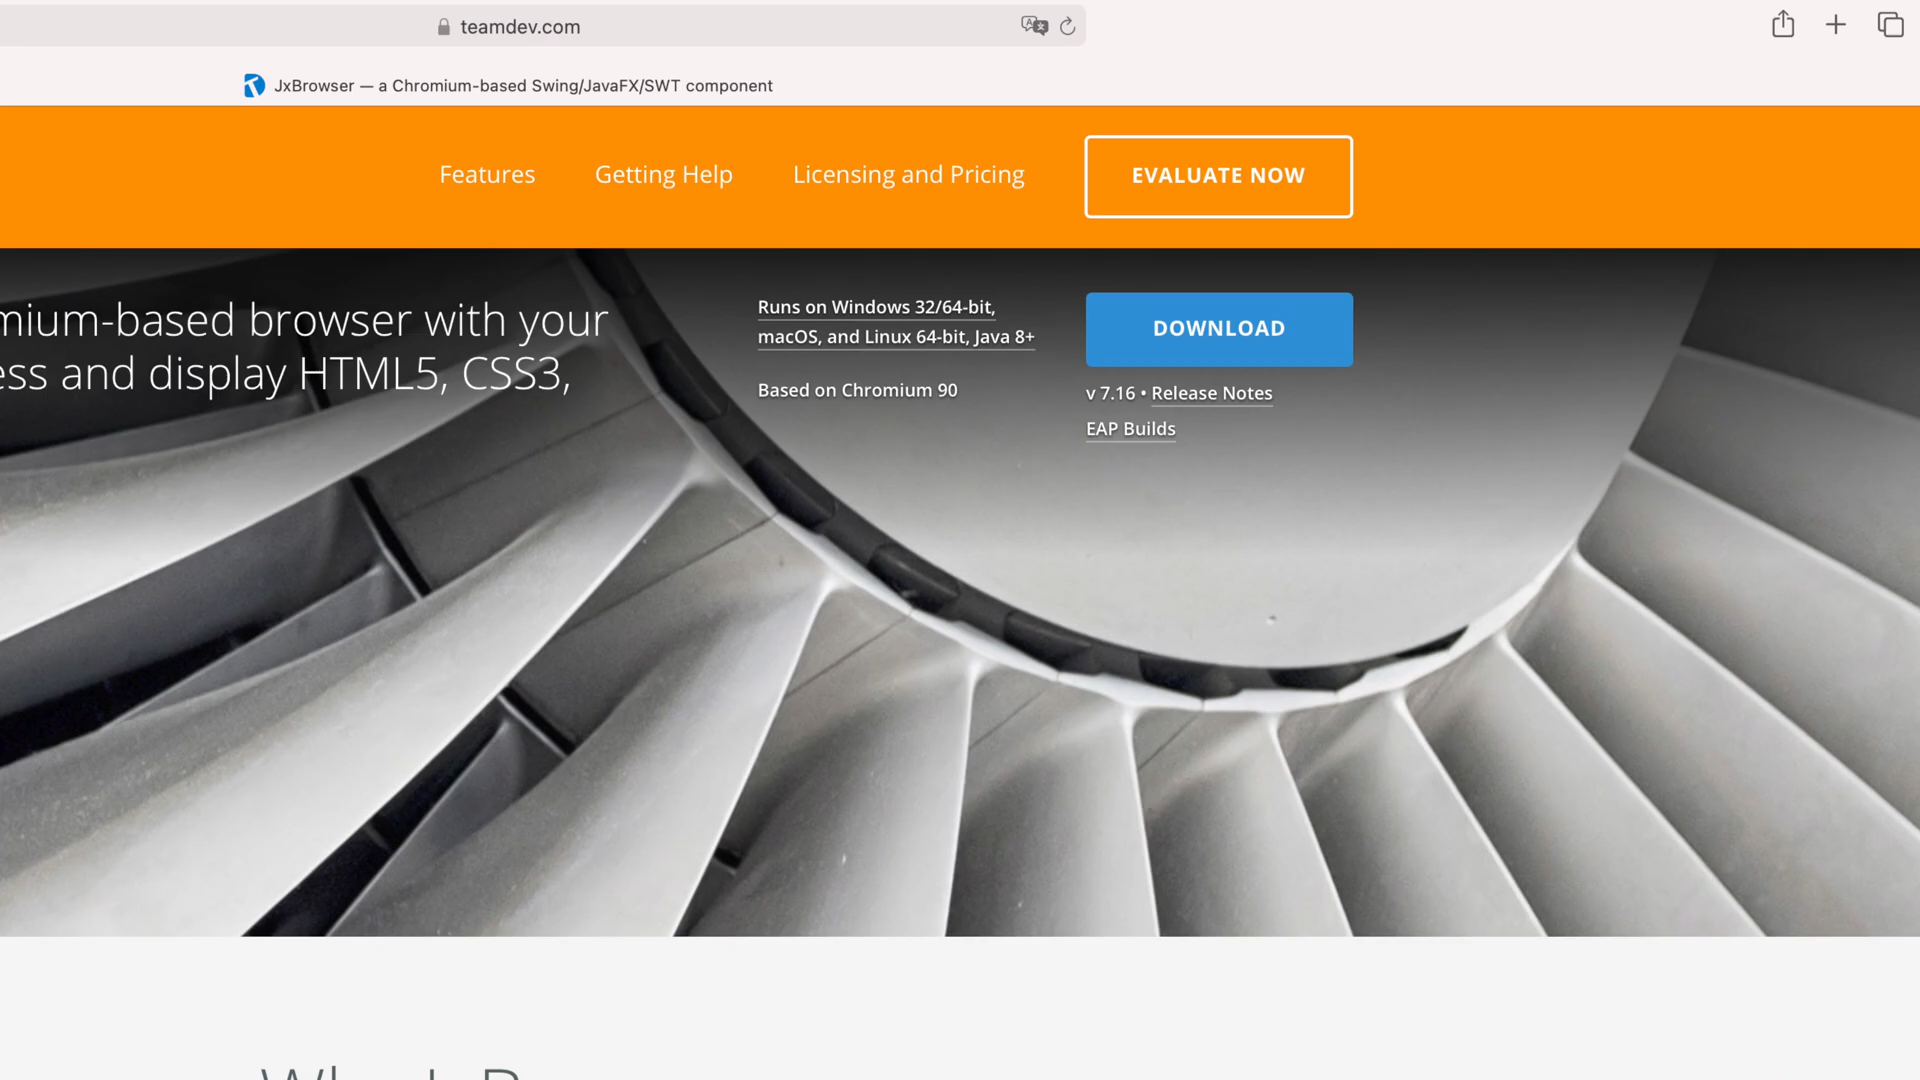 teamdev.com
JxBrowser — a Chromium-based Swing/JavaFX/SWT component
Features
Getting Help
Licensing and Pricing
EVALUATE NOW
mium-based browser with your
ess and display HTML5, CSS3,
Runs on Windows 32/64-bit,
macOS, and Linux 64-bit, Java 8+
Based on Chromium 90
DOWNLOAD
v 7.16 • Release Notes
EAP Builds